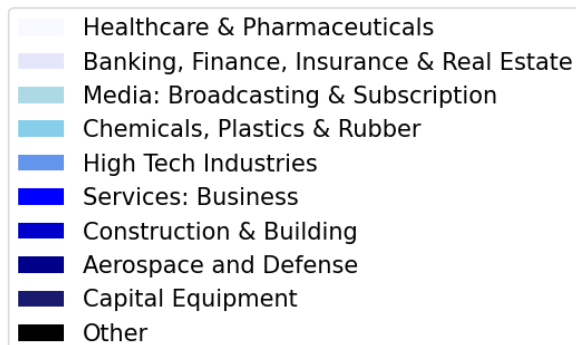 Healthcare & Pharmaceuticals
Banking, Finance, Insurance & Real Estate
Media: Broadcasting & Subscription
Chemicals, Plastics & Rubber
High Tech Industries
Services: Business
Construction & Building
Aerospace and Defense
Capital Equipment
Other